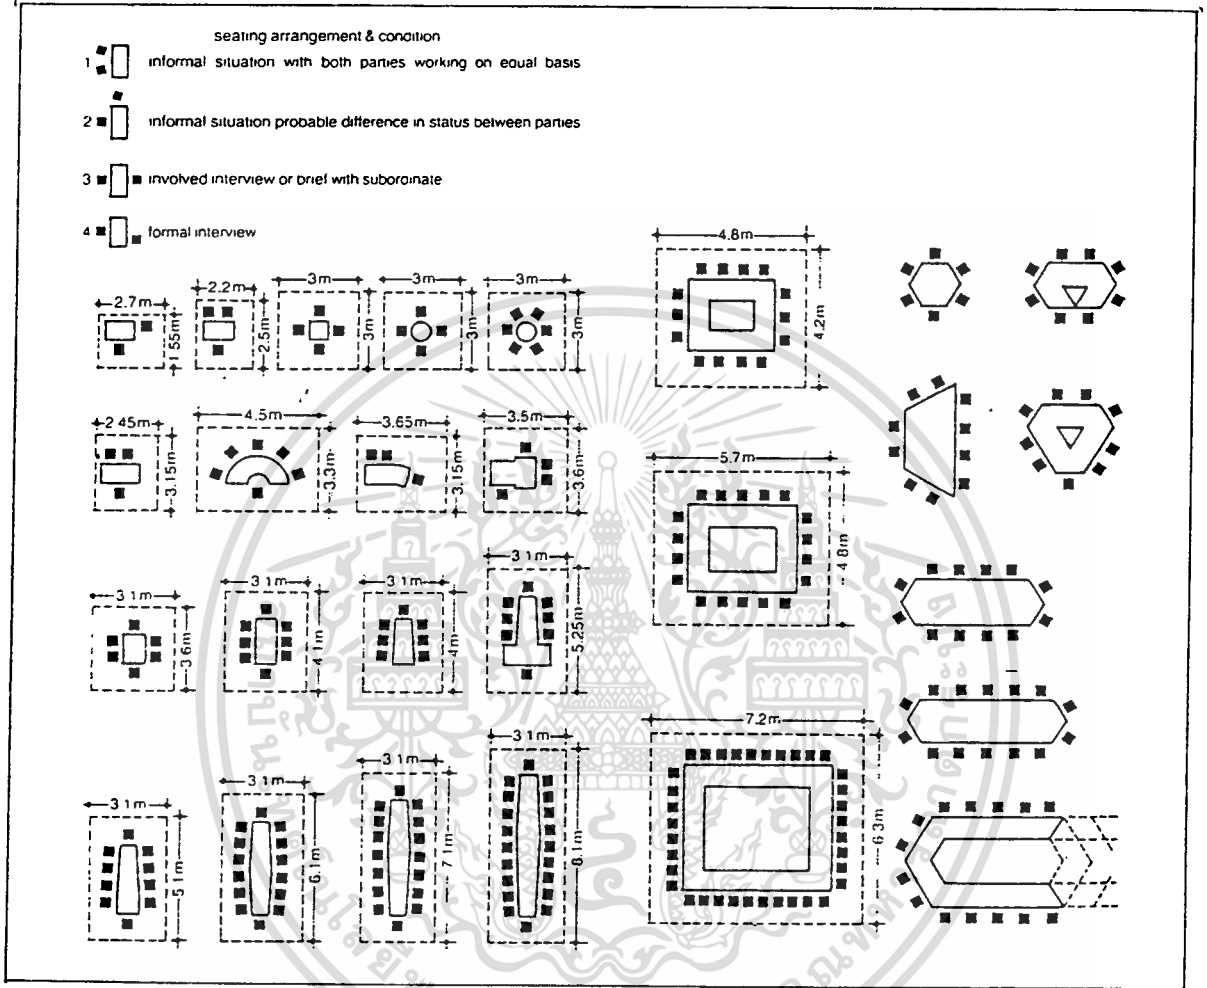 seating arrangement & condition
1 informal situation with both parties working on equal basis
2 informal situation probable difference in status between parties
3 involved interview or brief with subordinate
4 formal interview
4.8m
3m 3m 3m
2.2m
2.7m
1.55m 2.5m 3m 3m 3m 4.2m
2 45m 4.5m 3.65m 3.5m
3.15m 3.3m 3.15m 3.6m
5.7m
4 8m
3 1m 3 1m 3 1m 3 1m
3.6m 4.1m 4m 5.25m
7.2m
6 3m
3 1m 3 1m 3 1m 3 1m
5 1m 6.1m 7.1m 8.1m